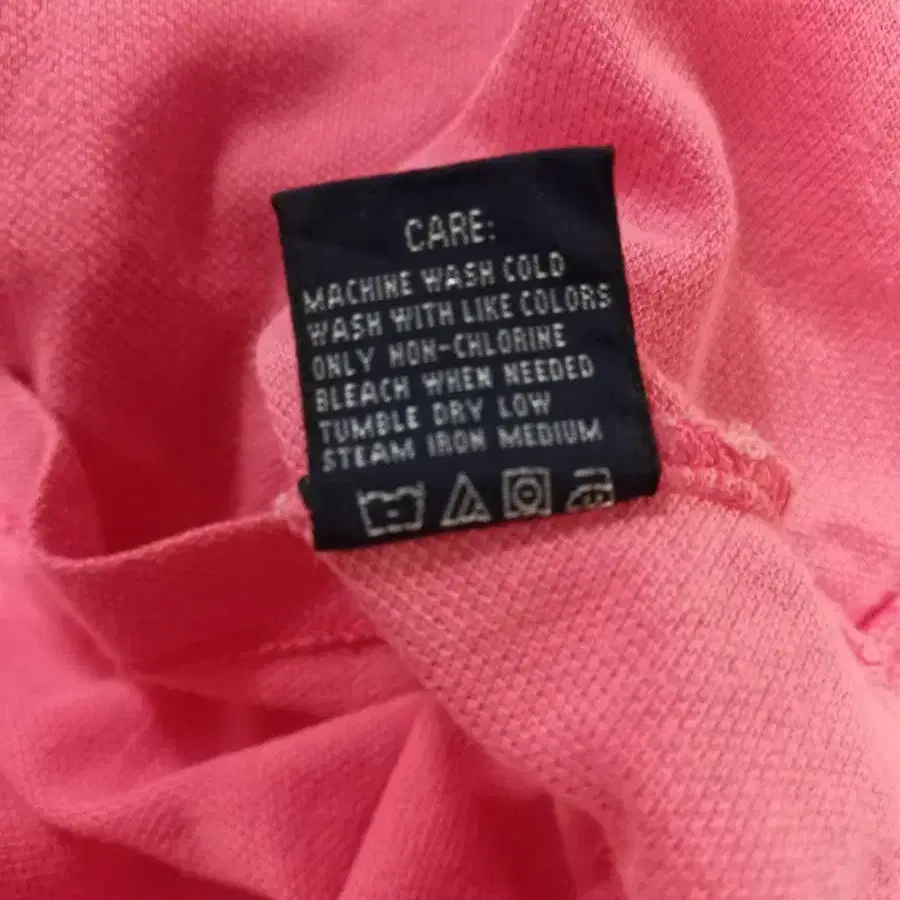 CARE:
MACHINE WASH COLD
WASH WITH LIKE COLORS
ONLY NON-CHLORINE
BLEACH WHEN NEEDED
TUMBLE DRY LOW
STEAM IRON MEDIUM